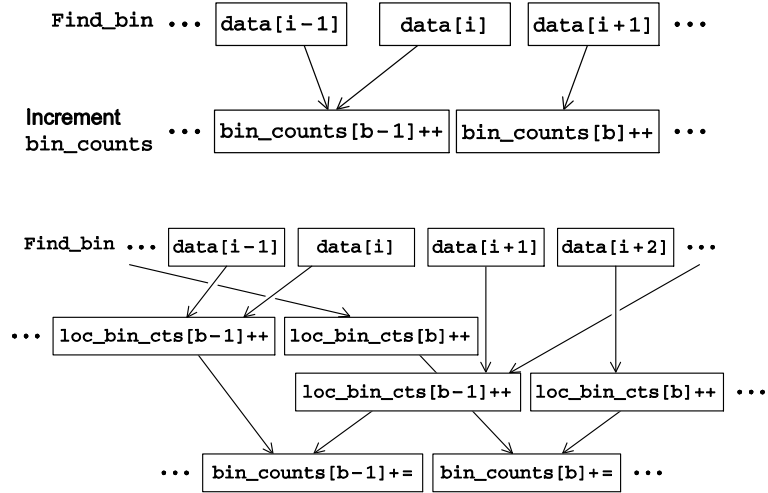 Find_bin ••• data[i-1] data[i] data[i+1] •••
Increment
bin_counts ••• bin_counts[b-1]++ bin_counts[b]++ •••
Find_bin ••• data[i-1] data[i] data[i+1] data[i+2] •••
••• loc_bin_cts[b-1]++ loc_bin_cts[b]++
loc_bin_cts[b-1]++ loc_bin_cts[b]++ •••
••• bin_counts[b-1]+= bin_counts[b]+= •••